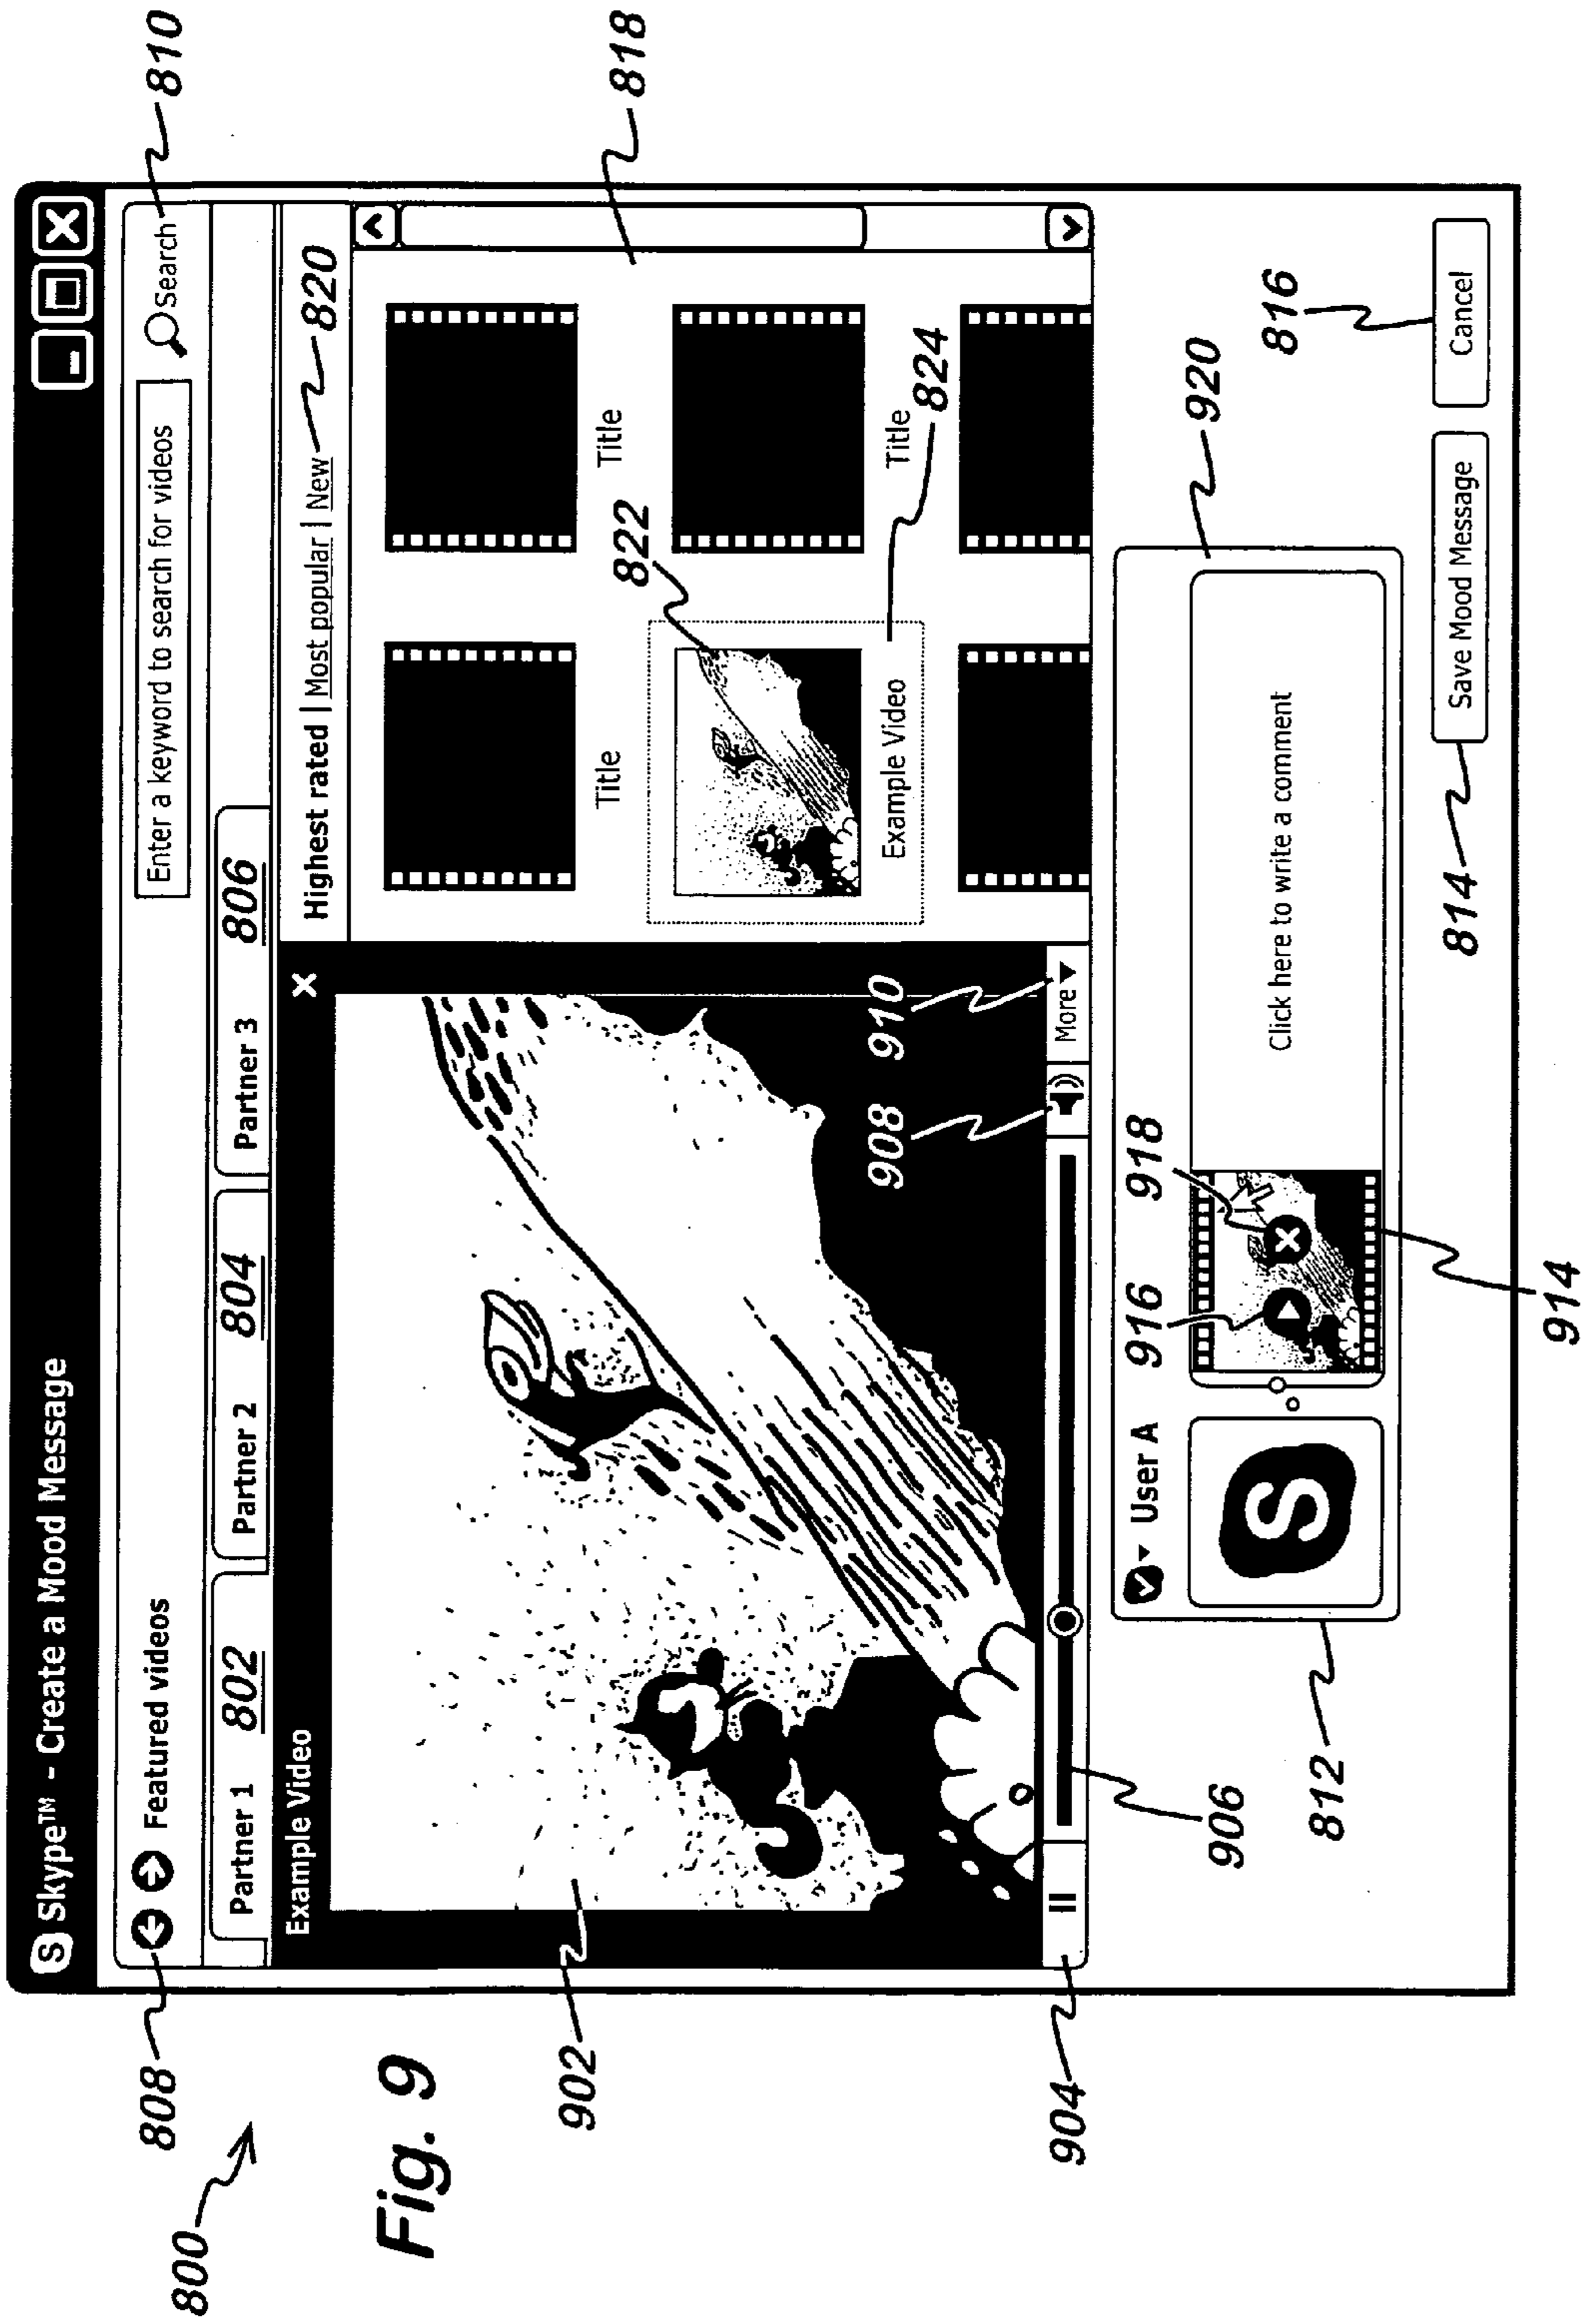 S Skype™ - Create a Mood Message
808
Featured videos
Enter a keyword to search for videos
Search
810
Partner 1 802
Partner 2 804
Partner 3 806
Example Video
X
Highest rated | Most popular | New
820
818
Title
Title
822
Example Video
Title
824
902
908
910
904
More
906
User A
916
918
920
S
Click here to write a comment
812
914
814
Save Mood Message
816
Cancel
800
Fig. 9